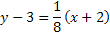 y − 3 = 1/8 (x + 2)